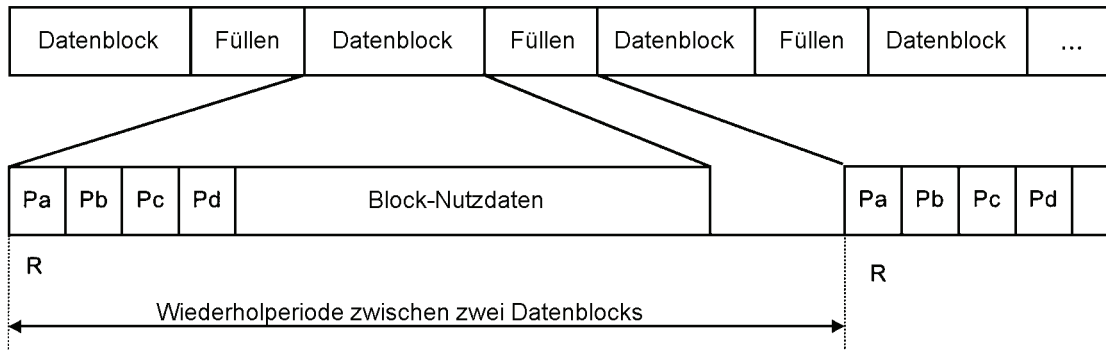 Datenblock Füllen Datenblock Füllen Datenblock Füllen Datenblock ...
Pa Pb Pc Pd Block-Nutzdaten Pa Pb Pc Pd
R R
Wiederholperiode zwischen zwei Datenblocks